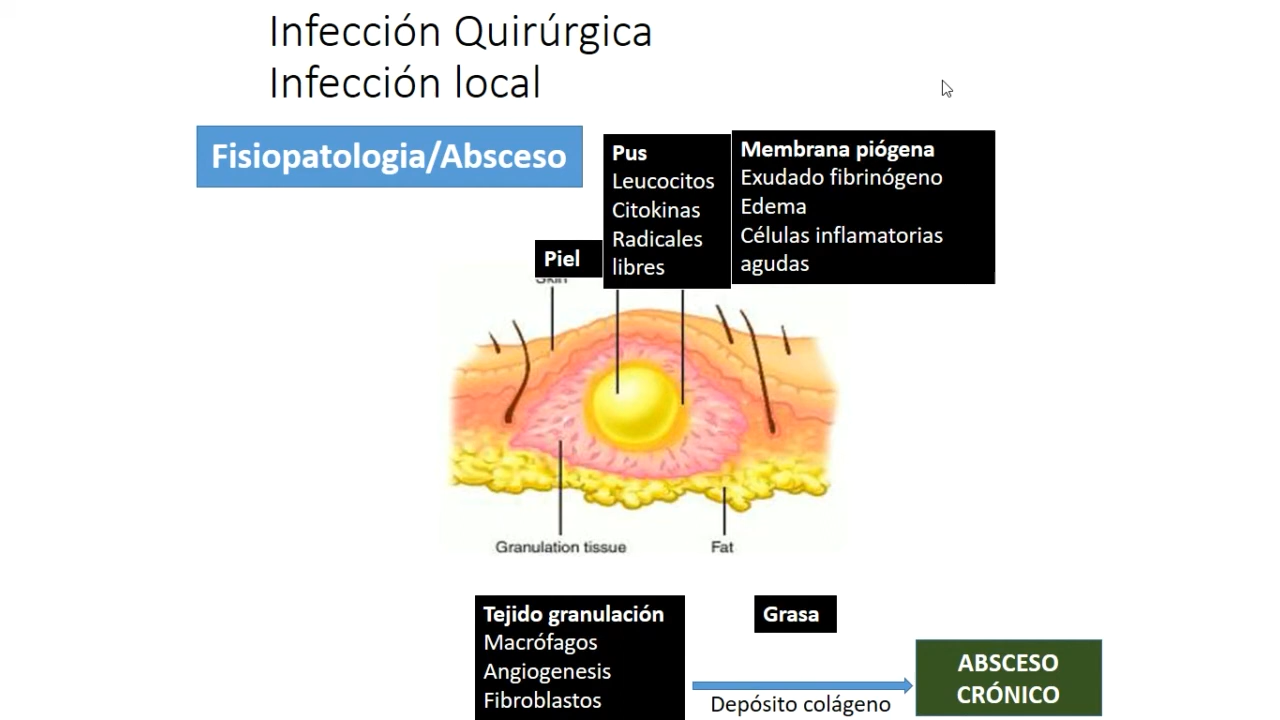 Infección Quirúrgica
Infección local
Fisiopatologia/Absceso
Pus
Leucocitos
Citokinas
Radicales
libres
Membrana piógena
Exudado fibrinógeno
Edema
Células inflamatorias
agudas
Piel
Skin
Granulation tissue
Fat
Tejido granulación
Macrófagos
Angiogenesis
Fibroblastos
Grasa
Depósito colágeno
ABSCESO
CRÓNICO